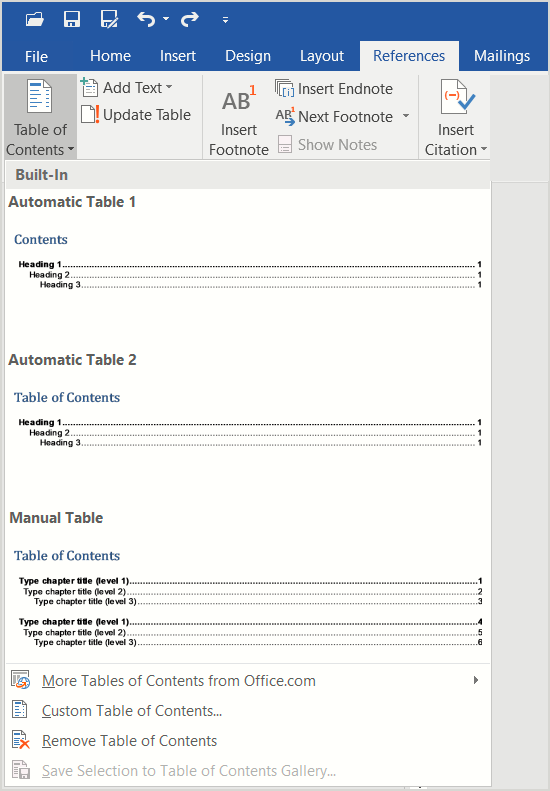 File Home Insert Design Layout References Mailings
Table of Contents
Add Text
Update Table
AB1
Insert Footnote
Insert Endnote
AB1 Next Footnote
Show Notes
(-)
Insert Citation
Built-In
Automatic Table 1
Contents
Heading 1 1
Heading 2 1
Heading 3 1
Automatic Table 2
Table of Contents
Heading 1 1
Heading 2 1
Heading 3 1
Manual Table
Table of Contents
Type chapter title (level 1) 1
Type chapter title (level 2) 2
Type chapter title (level 3) 3
Type chapter title (level 1) 4
Type chapter title (level 2) 5
Type chapter title (level 3) 6
More Tables of Contents from Office.com
Custom Table of Contents...
Remove Table of Contents
Save Selection to Table of Contents Gallery...